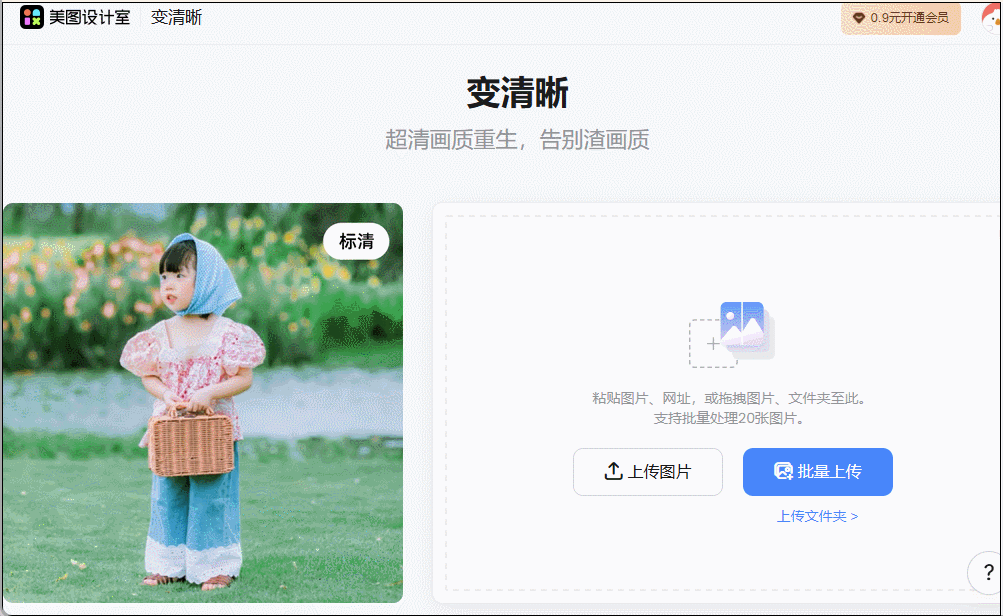 美图设计室 变清晰
0.9元开通会员
变清晰
超清画质重生，告别渣画质
标清
粘贴图片、网址，或拖拽图片、文件夹至此。
支持批量处理20张图片。
上传图片
批量上传
上传文件夹 >
?